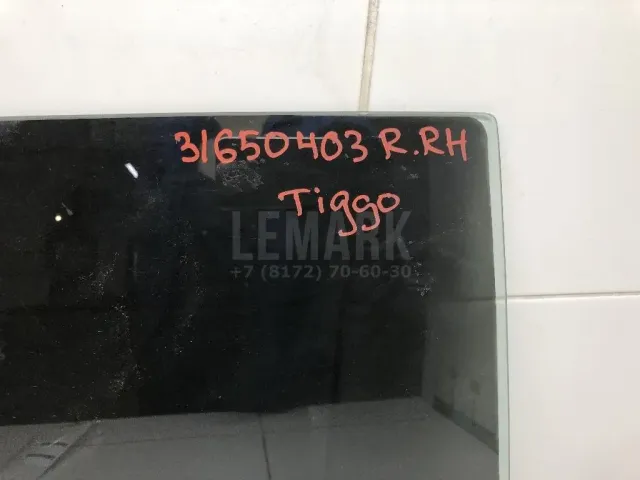 31650403 R.RH
Tiggo
LEMARK
+7 (8172) 70-60-30